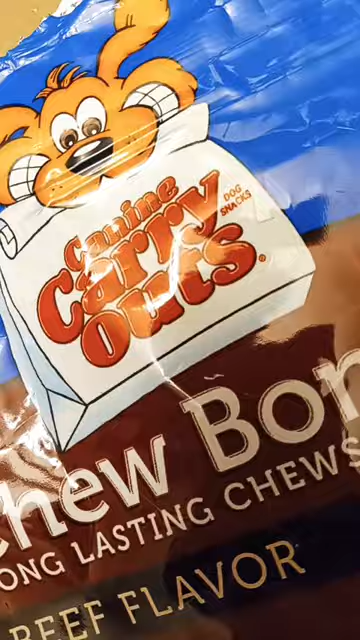 Canine
Carry
Outs
DOG
SNACKS
hew Bon
ONG LASTING CHEWS
BEEF FLAVOR